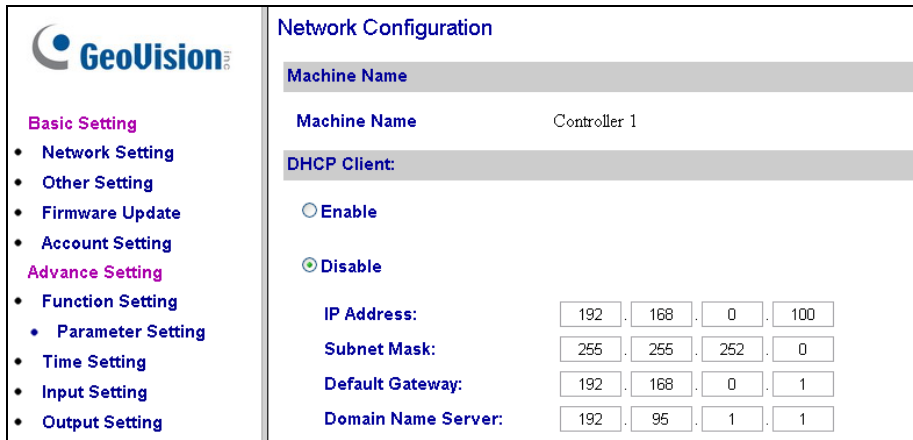 GeoVision inc
Basic Setting
Network Setting
Other Setting
Firmware Update
Account Setting
Advance Setting
Function Setting
Parameter Setting
Time Setting
Input Setting
Output Setting
Network Configuration
Machine Name
Machine Name Controller 1
DHCP Client:
Enable
Disable
IP Address: 192 . 168 . 0 . 100
Subnet Mask: 255 . 255 . 252 . 0
Default Gateway: 192 . 168 . 0 . 1
Domain Name Server: 192 . 95 . 1 . 1